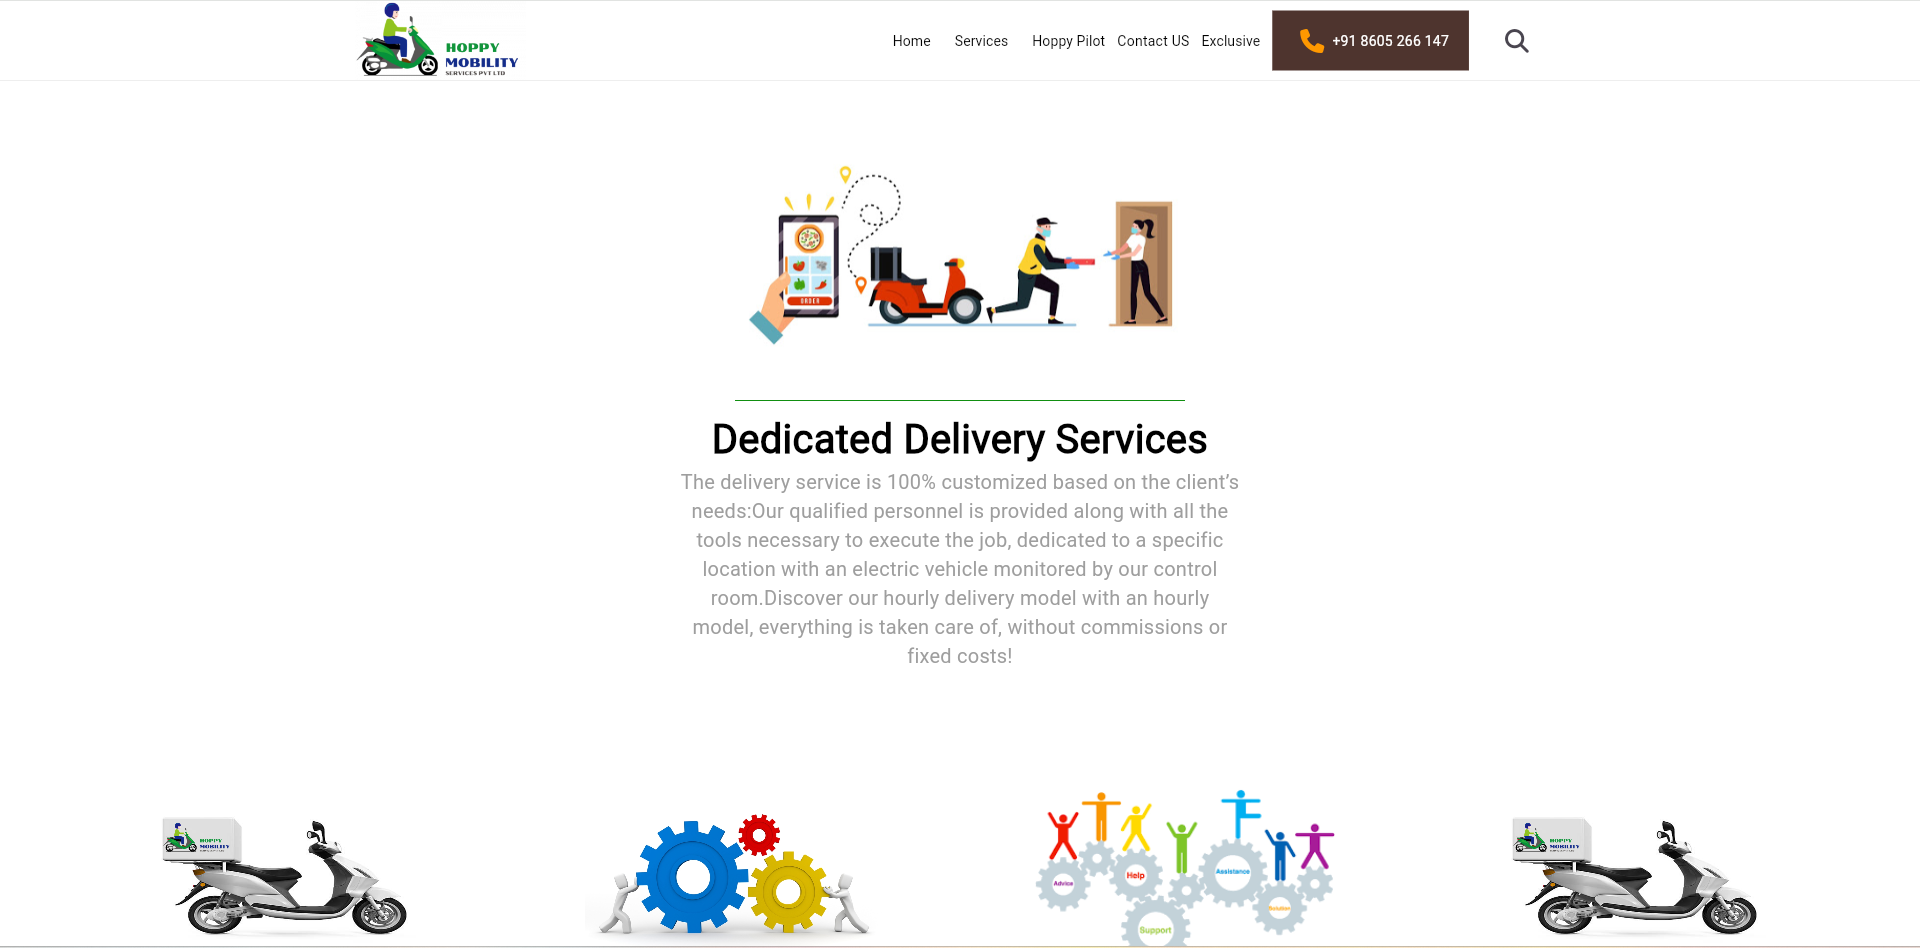 HOPPY
MOBILITY
SERVICES PVT LTD
Home Services Hoppy Pilot Contact US Exclusive +91 8605 266 147
ORDER
Dedicated Delivery Services
The delivery service is 100% customized based on the client’s
needs:Our qualified personnel is provided along with all the
tools necessary to execute the job, dedicated to a specific
location with an electric vehicle monitored by our control
room.Discover our hourly delivery model with an hourly
model, everything is taken care of, without commissions or
fixed costs!
HOPPY
MOBILITY
Advice
Help
Assistance
Solution
Support
HOPPY
MOBILITY